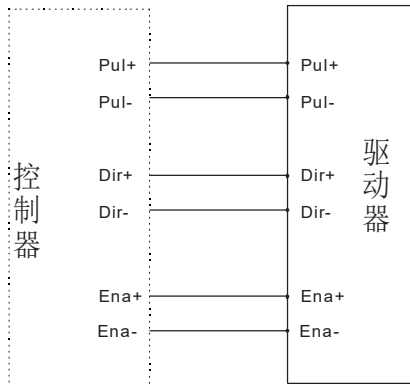 Pul+ Pul+
Pul- Pul-
Dir+ Dir+
Dir- Dir-
Ena+ Ena+
Ena- Ena-
控制器
驱动器